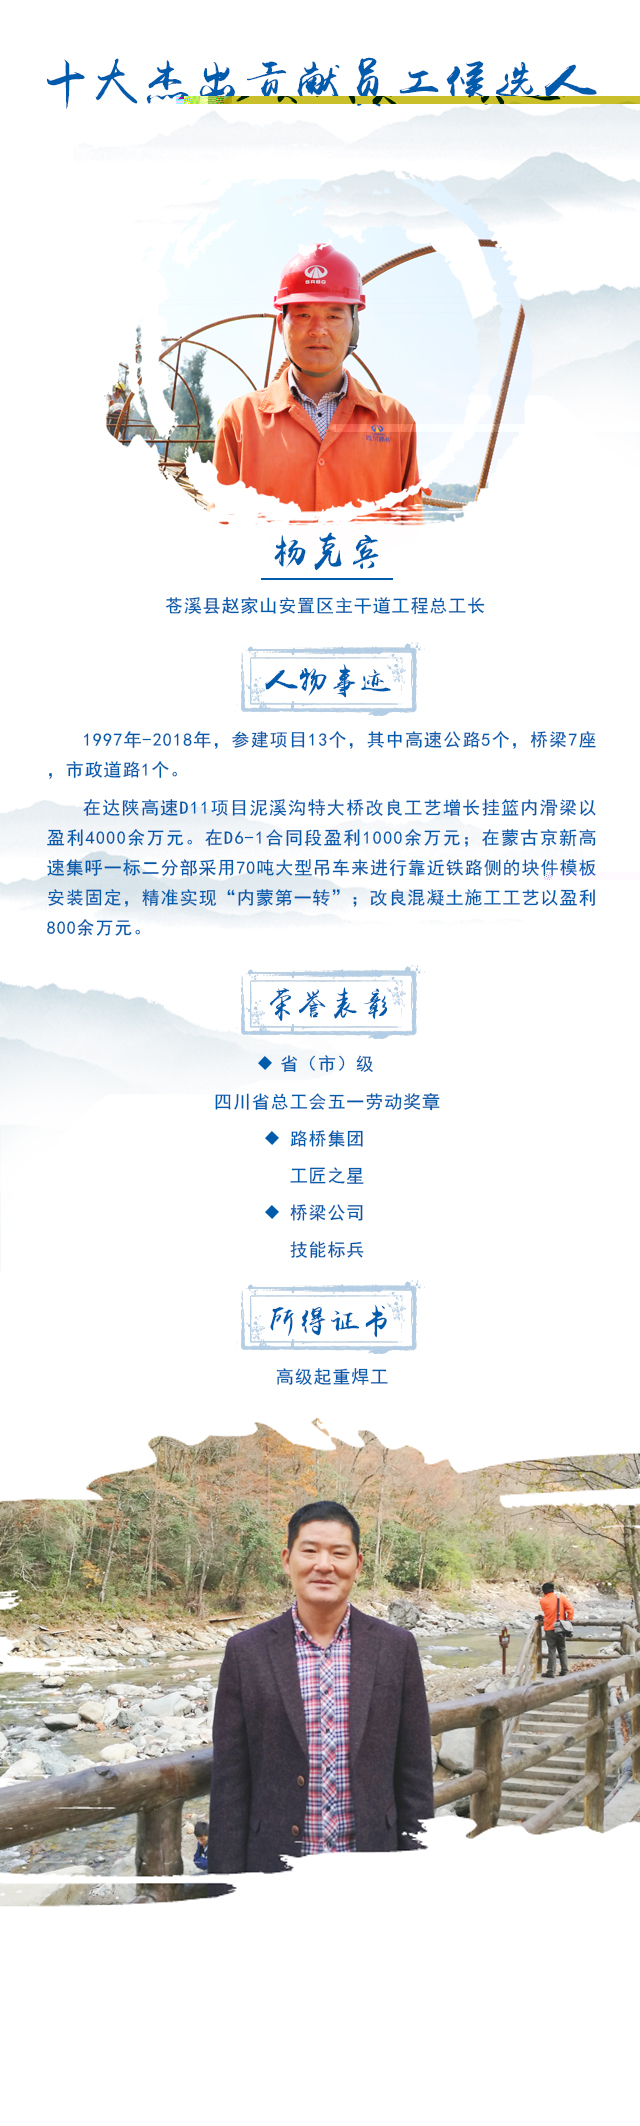 十大杰出贡献员工候选人
杨克宾
苍溪县赵家山安置区主干道工程总工长
人物事迹
1997年-2018年，参建项目13个，其中高速公路5个，桥梁7座
，市政道路1个。
在达陕高速D11项目泥溪沟特大桥改良工艺增长挂篮内滑梁以
盈利4000余万元。在D6-1合同段盈利1000余万元；在蒙古京新高
速集呼一标二分部采用70吨大型吊车来进行靠近铁路侧的块件模板
安装固定，精准实现“内蒙第一转”；改良混凝土施工工艺以盈利
800余万元。
荣誉表彰
◆ 省（市）级
四川省总工会五一劳动奖章
◆ 路桥集团
工匠之星
◆ 桥梁公司
技能标兵
所得证书
高级起重焊工